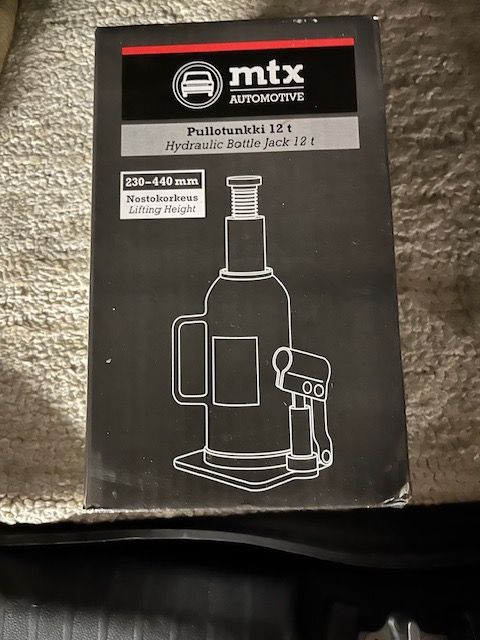 mtx
AUTOMOTIVE
Pullotunkki 12 t
Hydraulic Bottle Jack 12 t
230–440 mm
Nostokorkeus
Lifting Height